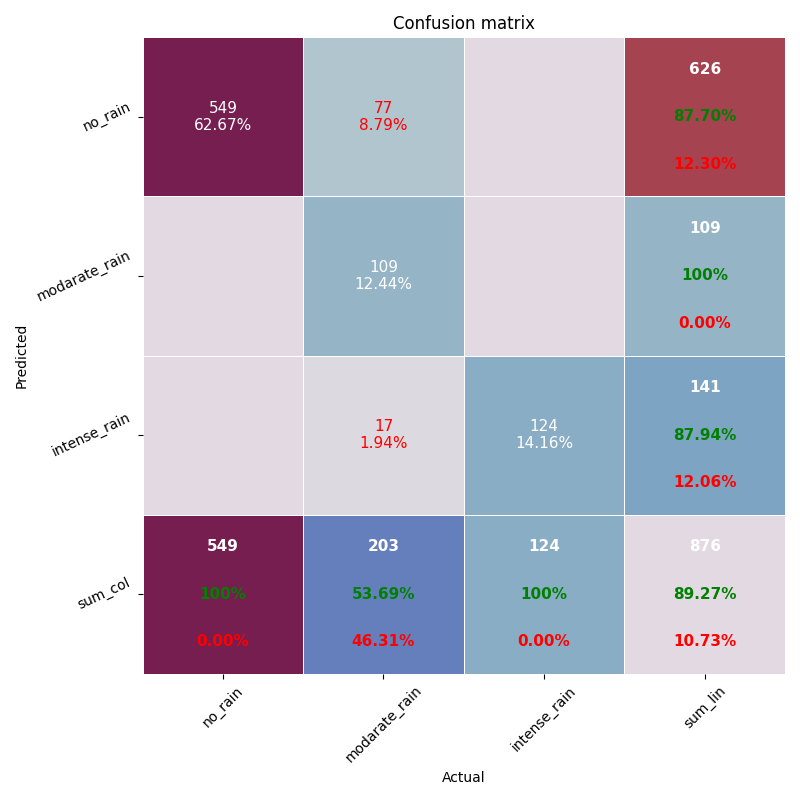 Confusion matrix
no_rain
549
62.67%
77
8.79%
626
87.70%
12.30%
modarate_rain
109
12.44%
109
100%
0.00%
intense_rain
17
1.94%
124
14.16%
141
87.94%
12.06%
sum_col
549
100%
0.00%
203
53.69%
46.31%
124
100%
0.00%
876
89.27%
10.73%
Predicted
no_rain
modarate_rain
intense_rain
sum_lin
Actual